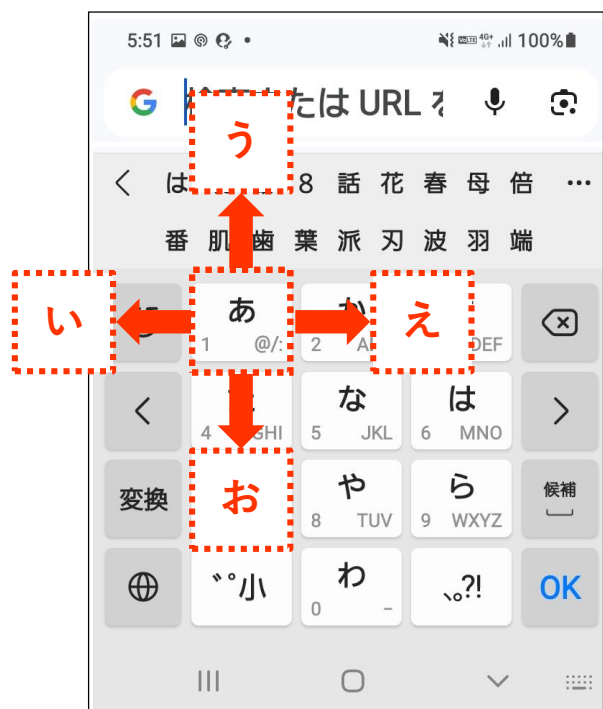 5:51 4G+ 100%
たは URL
う
は 8 話 花 春 母 倍 …
番 肌 歯 葉 派 刃 波 羽 端
い あ え
1 @/: 2 DEF
な は
4 GHI 5 JKL 6 MNO
変換 お や ら 候補
8 TUV 9 WXYZ
゛゜小 わ 、。?! OK
0 –